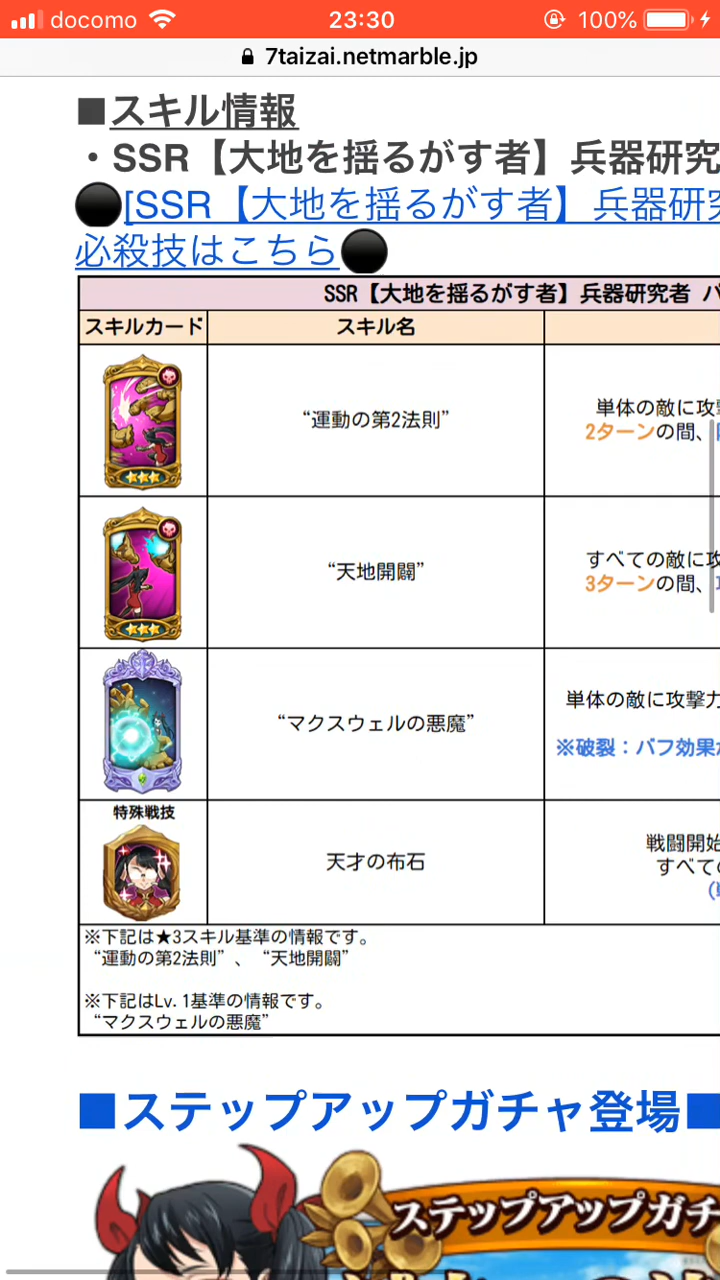 docomo 23:30 100%
7taizai.netmarble.jp
■スキル情報
・SSR【大地を揺るがす者】兵器研究
[SSR【大地を揺るがす者】兵器研究
必殺技はこちら
SSR【大地を揺るがす者】兵器研究者 バ
スキルカード スキル名
“運動の第2法則”
単体の敵に攻撃
2ターンの間、
“天地開闢”
すべての敵に攻
3ターンの間、
“マクスウェルの悪魔”
単体の敵に攻撃力
※破裂：バフ効果が
特殊戦技
天才の布石
戦闘開始
すべての
※下記は★3スキル基準の情報です。
“運動の第2法則”、“天地開闢”
※下記はLv.1基準の情報です。
“マクスウェルの悪魔”
■ステップアップガチャ登場■
ステップアップガチ